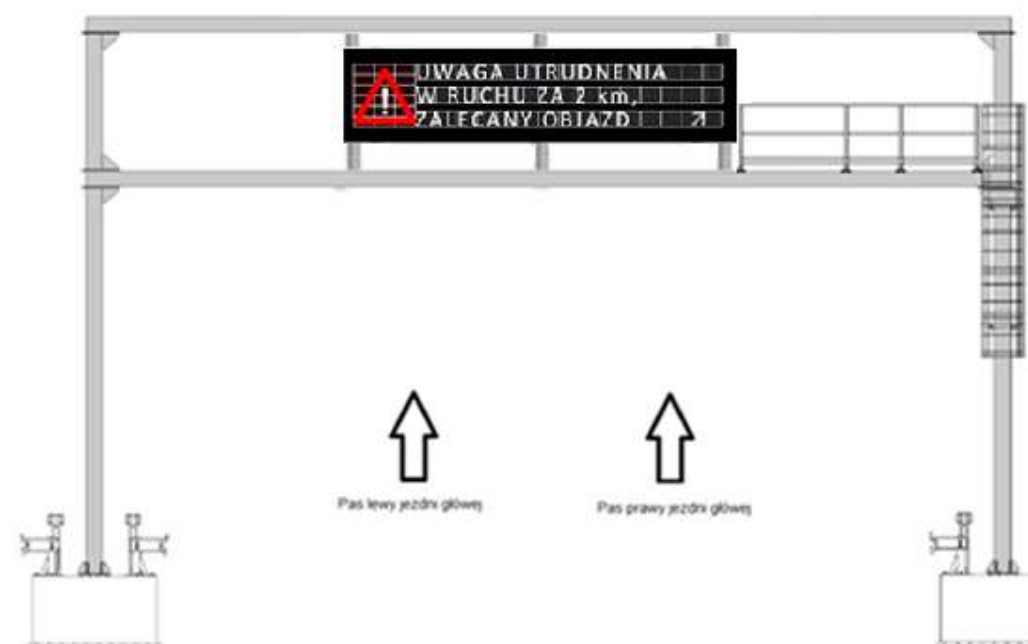 UWAGA UTRUDNIENIA
W RUCHU ZA 2 km,
ZALECANY OBJAZD
Pas lewy jezdni głównej
Pas prawy jezdni głównej